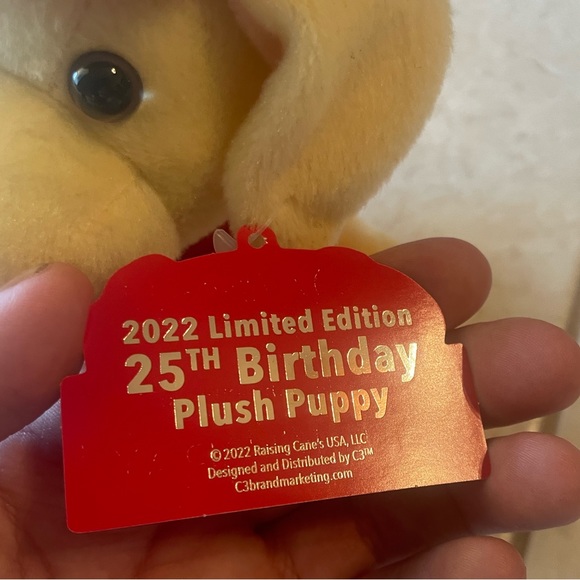 2022 Limited Edition
25TH Birthday
Plush Puppy
© 2022 Raising Cane's USA, LLC
Designed and Distributed by C3™
C3brandmarketing.com